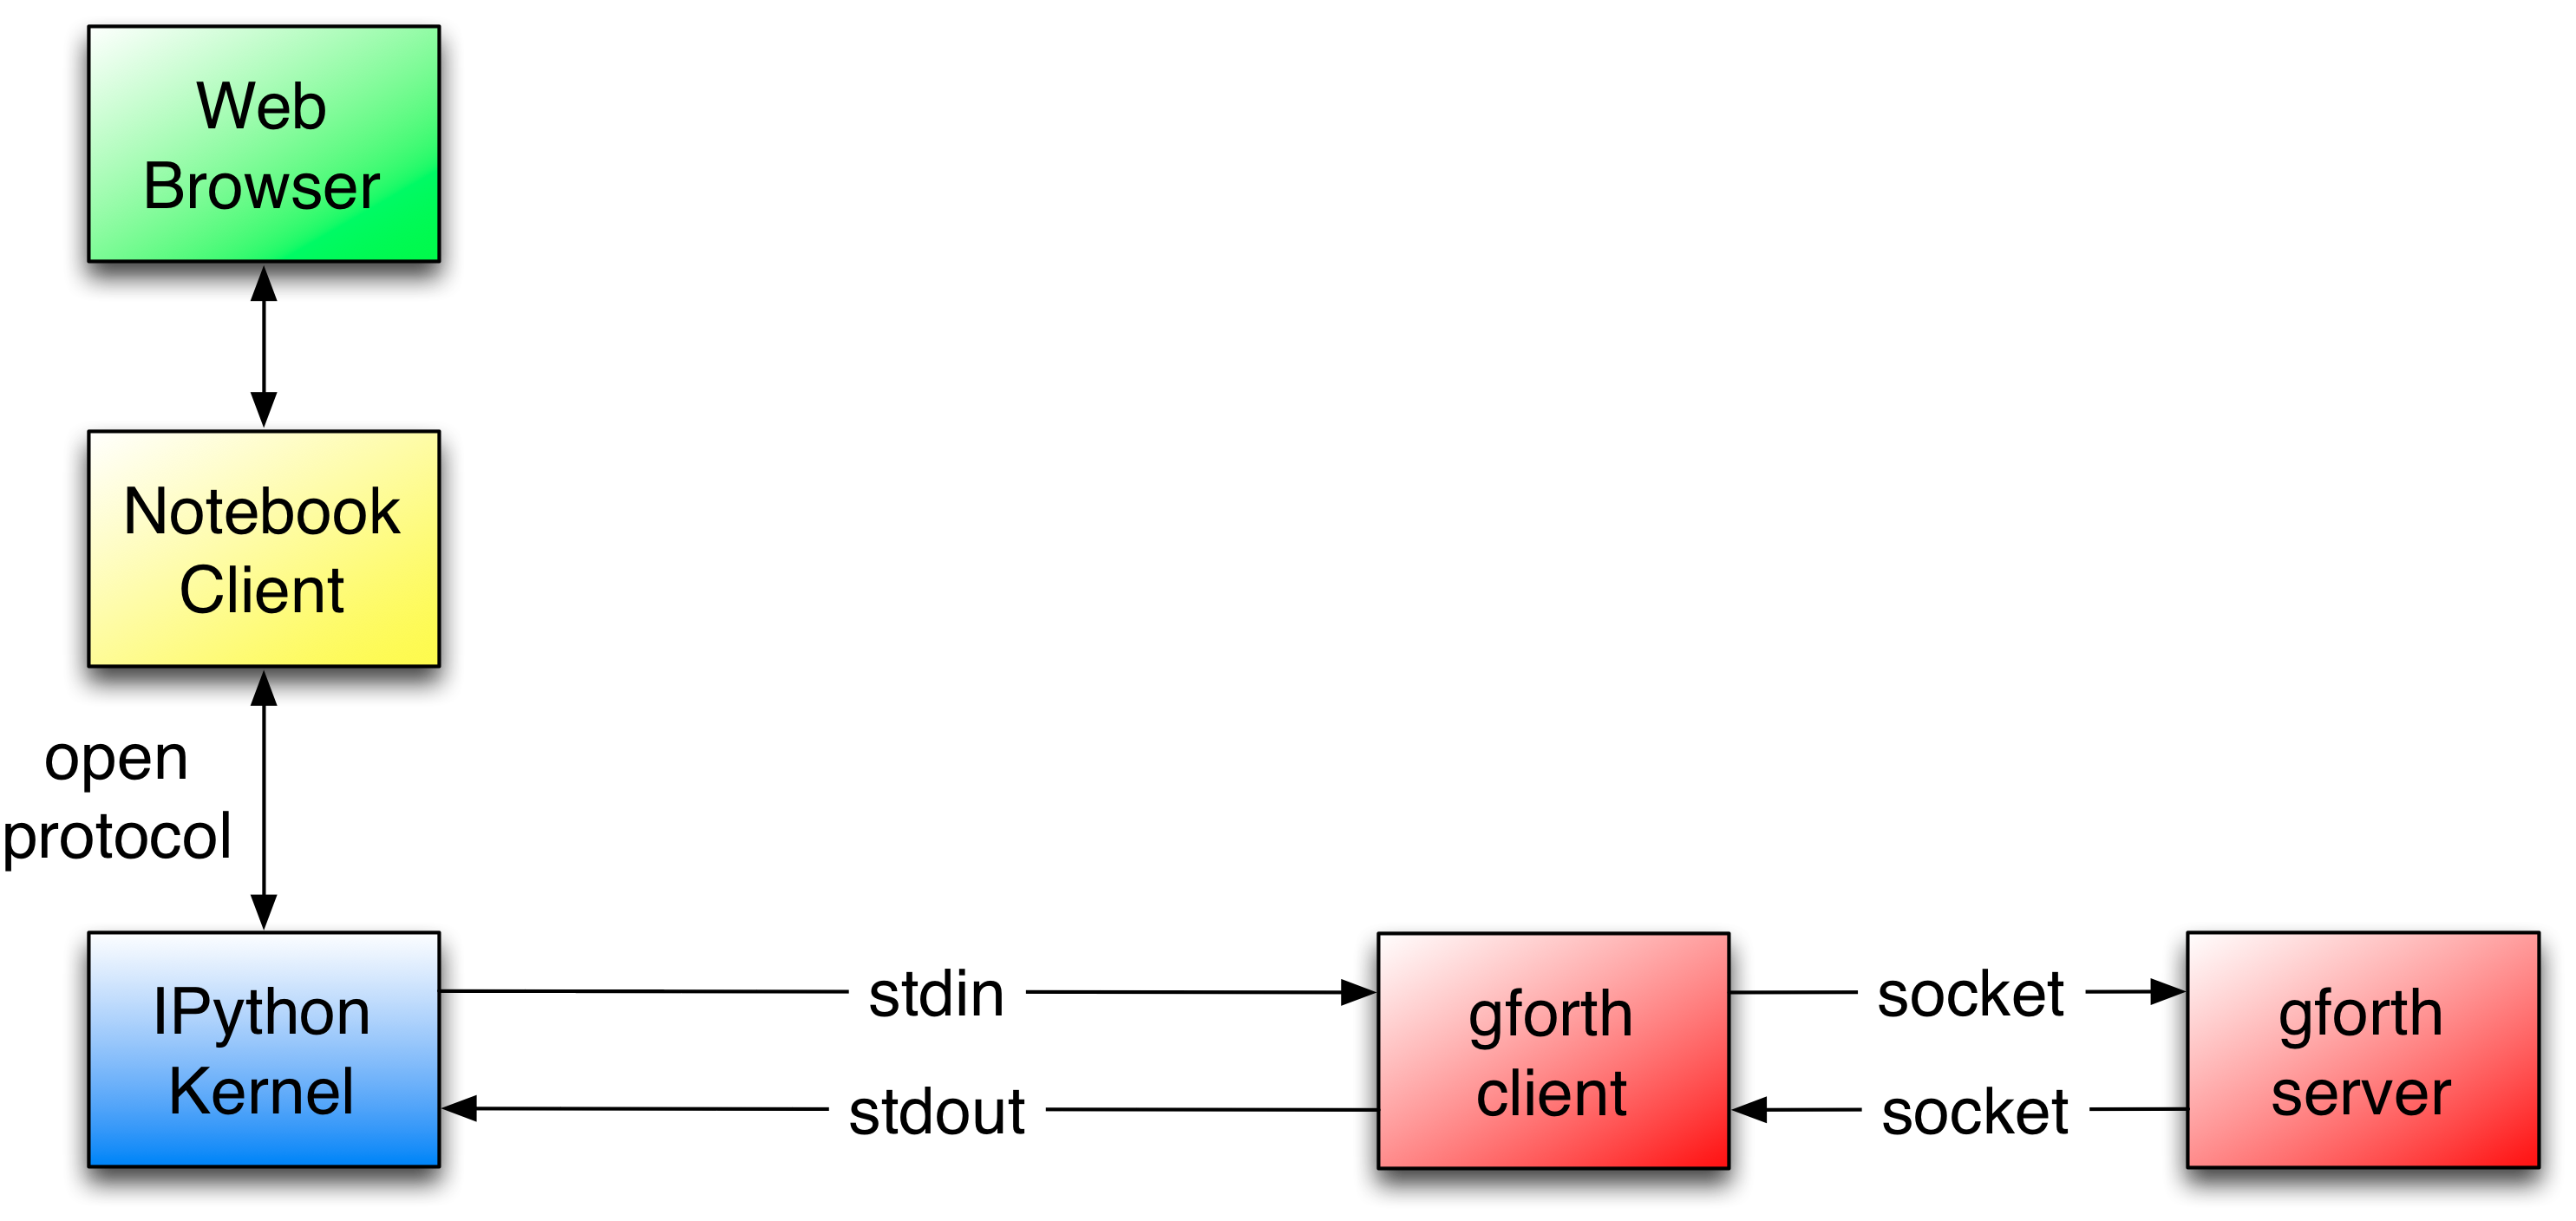 Web
Browser
Notebook
Client
open
protocol
IPython
Kernel
stdin
stdout
gforth
client
socket
socket
gforth
server